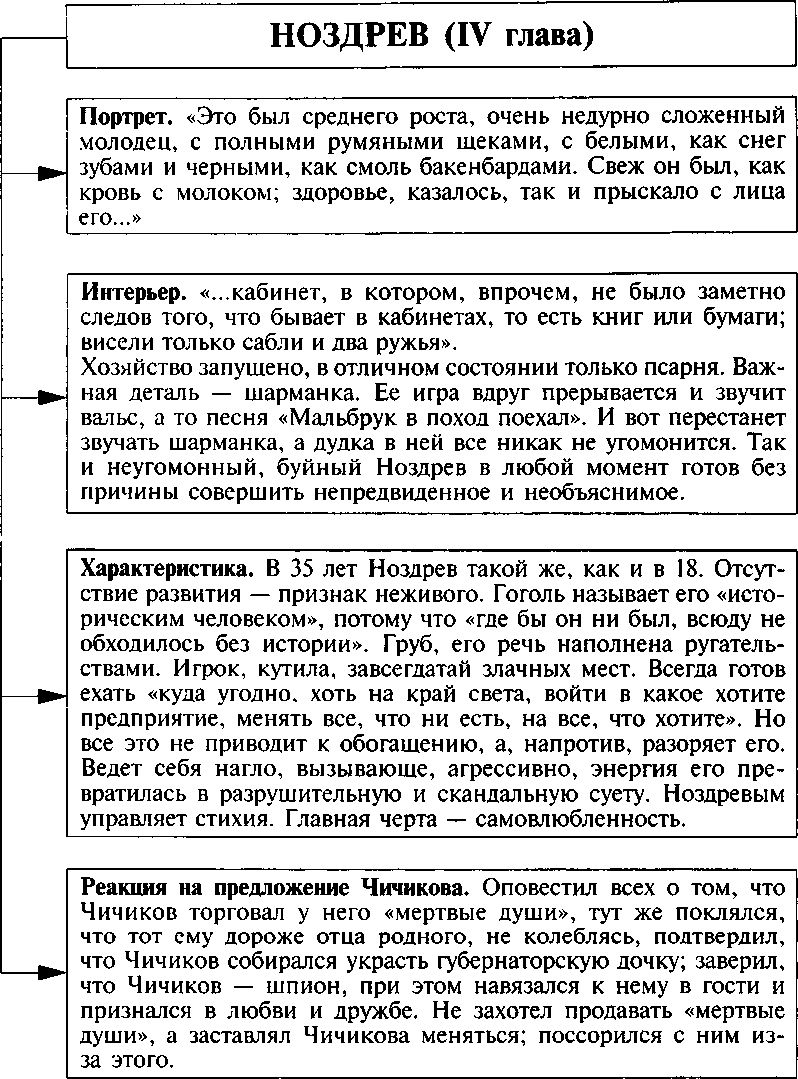 НОЗДРЕВ (IV глава)
Портрет. «Это был среднего роста, очень недурно сложенный
молодец, с полными румяными щеками, с белыми, как снег
зубами и черными, как смоль бакенбардами. Свеж он был, как
кровь с молоком; здоровье, казалось, так и прыскало с лица
его...»
Интерьер. «...кабинет, в котором, впрочем, не было заметно
следов того, что бывает в кабинетах, то есть книг или бумаги;
висели только сабли и два ружья».
Хозяйство запущено, в отличном состоянии только псарня. Важ-
ная деталь — шарманка. Ее игра вдруг прерывается и звучит
вальс, а то песня «Мальбрук в поход поехал». И вот перестанет
звучать шарманка, а дудка в ней все никак не угомонится. Так
и неугомонный, буйный Ноздрев в любой момент готов без
причины совершить непредвиденное и необъяснимое.
Характеристика. В 35 лет Ноздрев такой же, как и в 18. Отсут-
ствие развития — признак неживого. Гоголь называет его «исто-
рическим человеком», потому что «где бы он ни был, всюду не
обходилось без истории». Груб, его речь наполнена ругатель-
ствами. Игрок, кутила, завсегдатай злачных мест. Всегда готов
ехать «куда угодно, хоть на край света, войти в какое хотите
предприятие, менять все, что ни есть, на все, что хотите». Но
все это не приводит к обогащению, а, напротив, разоряет его.
Ведет себя нагло, вызывающе, агрессивно, энергия его пре-
вратилась в разрушительную и скандальную суету. Ноздревым
управляет стихия. Главная черта — самовлюбленность.
Реакция на предложение Чичикова. Оповестил всех о том, что
Чичиков торговал у него «мертвые души», тут же поклялся,
что тот ему дороже отца родного, не колеблясь, подтвердил,
что Чичиков собирался украсть губернаторскую дочку; заверил,
что Чичиков — шпион, при этом навязался к нему в гости и
признался в любви и дружбе. Не захотел продавать «мертвые
души», а заставлял Чичикова меняться; поссорился с ним из-
за этого.